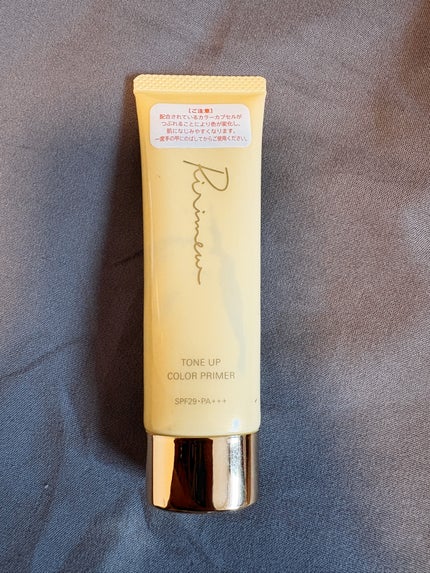 【ご注意】
配合されているカラーカプセルが
つぶれることにより色が変化し、
肌になじみやすくなります。
一度手の甲にのばしてからご使用ください。
Ririmew
TONE UP
COLOR PRIMER
SPF29・PA+++